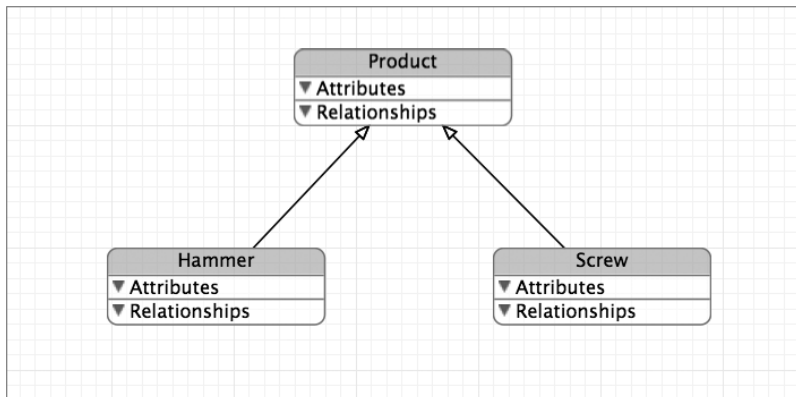 Product
Attributes
Relationships
Hammer
Attributes
Relationships
Screw
Attributes
Relationships